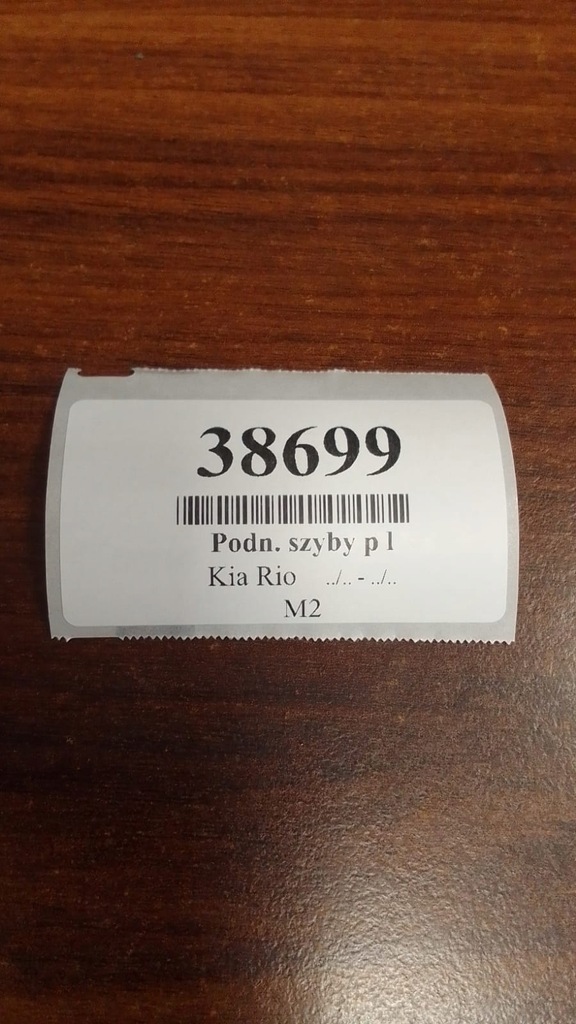 38699
Podn. szyby p l
Kia Rio ../.. - ../..
M2